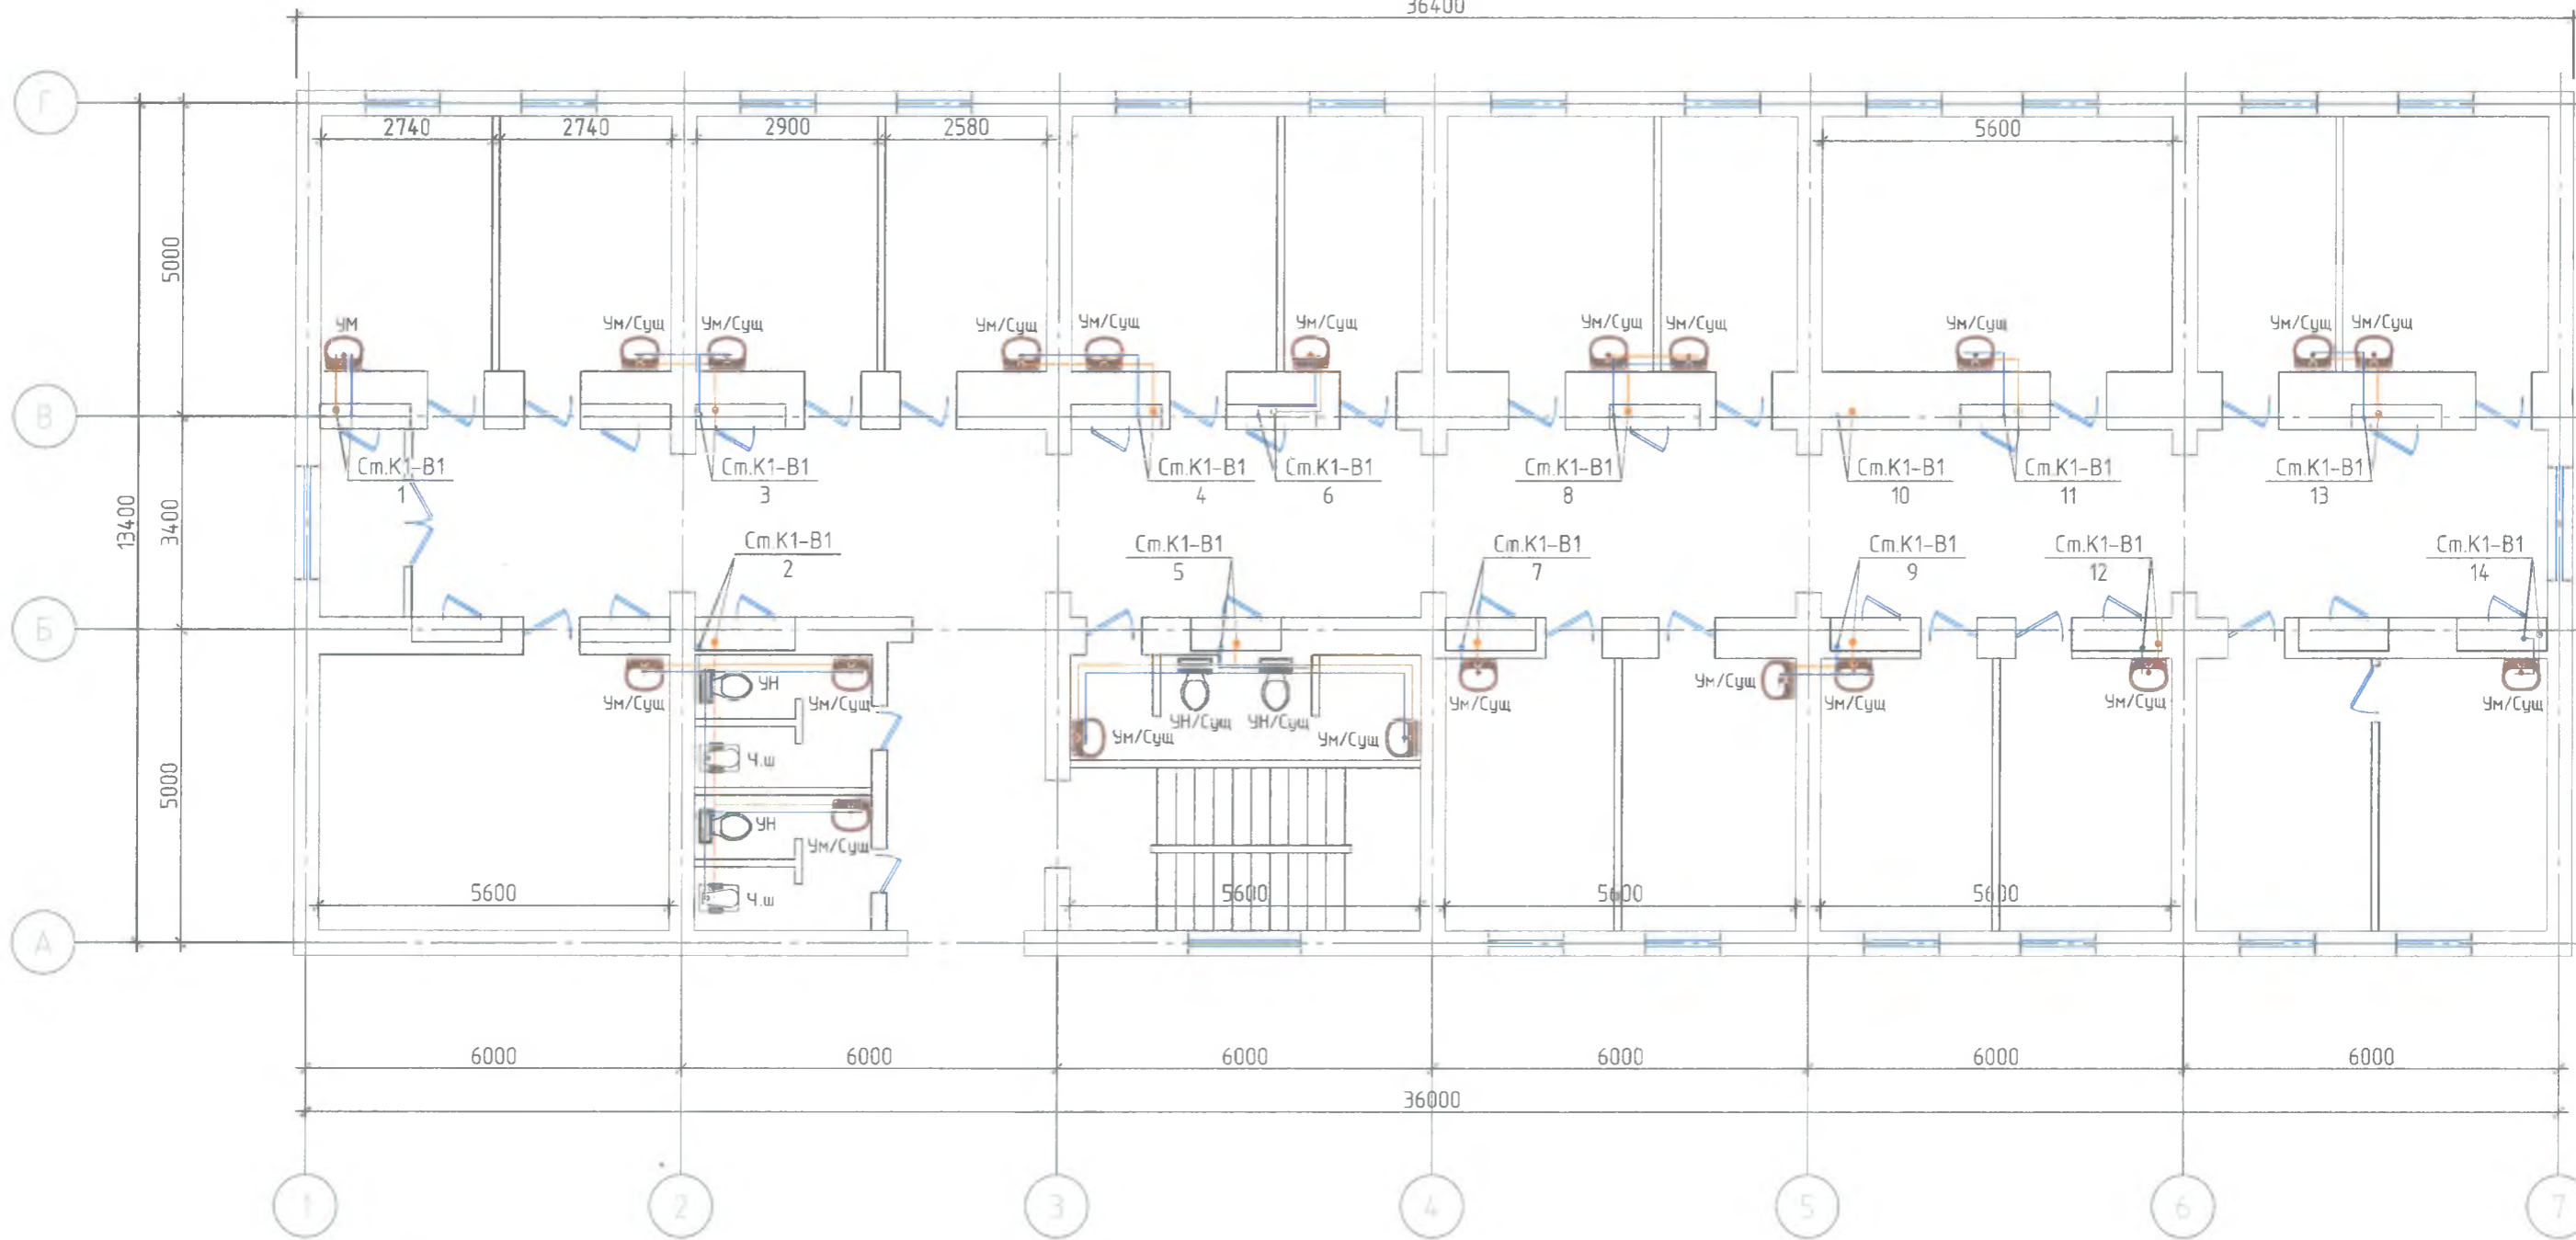 36400
Г
2740 2740 2900 2580 5600
5000
Ум Ум/Сущ Ум/Сущ Ум/Сущ Ум/Сущ Ум/Сущ Ум/Сущ Ум/Сущ Ум/Сущ Ум/Сущ Ум/Сущ
В
Ст.К1-В1 Ст.К1-В1 Ст.К1-В1 Ст.К1-В1 Ст.К1-В1 Ст.К1-В1 Ст.К1-В1 Ст.К1-В1
1 3 4 6 8 10 11 13
13400
3400
Ст.К1-В1 Ст.К1-В1 Ст.К1-В1 Ст.К1-В1 Ст.К1-В1 Ст.К1-В1
2 5 7 9 12 14
Б
Ум/Сущ УН Ум/Сущ Ум/Сущ Ум/Сущ Ум/Сущ Ум/Сущ Ум/Сущ
УН/Сущ УН/Сущ
Ум/Сущ Ум/Сущ
Ч.ш
5000
УН
Ум/Сущ
Ч.ш
5600 5600 5600 5600
А
6000 6000 6000 6000 6000 6000
36000
1 2 3 4 5 6 7